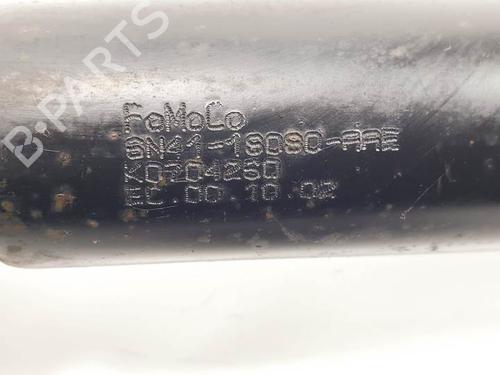 B-PARTS
FoMoCo
6N41-18080-AAE
K0704260
EC.00.10.02